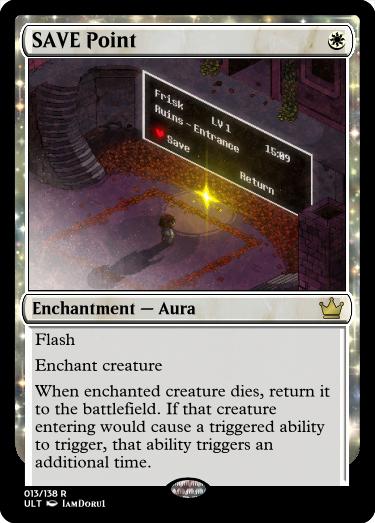 SAVE Point
Frisk LV 1 15:09
Ruins - Entrance
Save Return
Enchantment — Aura
Flash
Enchant creature
When enchanted creature dies, return it
to the battlefield. If that creature
entering would cause a triggered ability
to trigger, that ability triggers an
additional time.
013/138 R
ULT IamDoru1